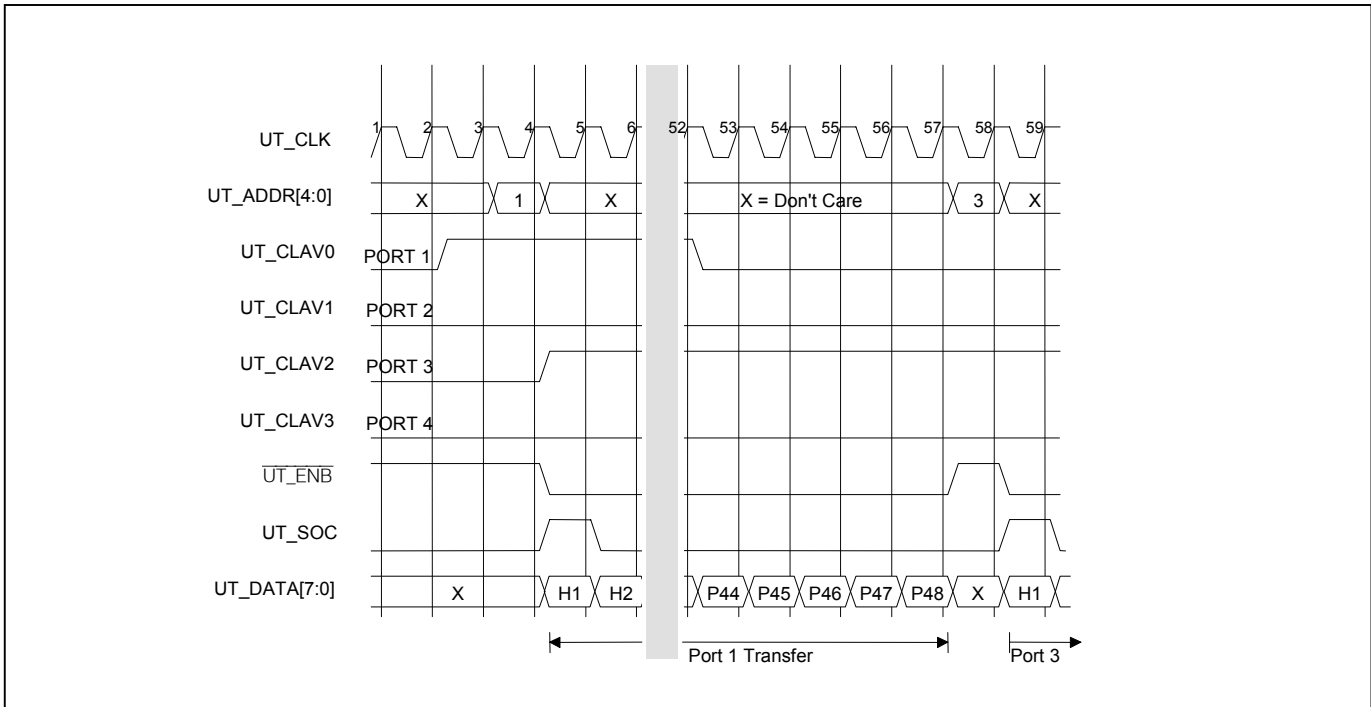 UT_CLK 1 2 3 4 5 6 52 53 54 55 56 57 58 59
UT_ADDR[4:0] X 1 X X = Don't Care 3 X
UT_CLAV0 PORT 1
UT_CLAV1 PORT 2
UT_CLAV2 PORT 3
UT_CLAV3 PORT 4
UT_ENB
UT_SOC
UT_DATA[7:0] X H1 H2 P44 P45 P46 P47 P48 X H1
Port 1 Transfer Port 3